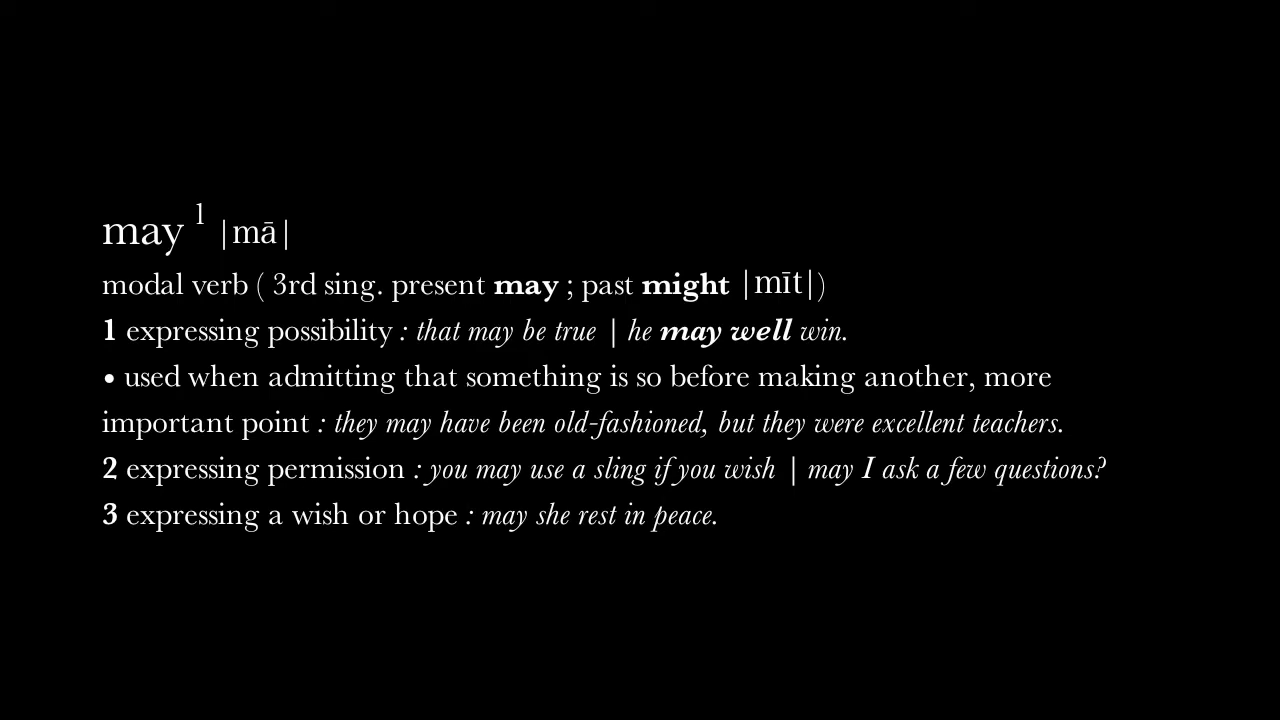 may 1 |mā|
modal verb ( 3rd sing. present may ; past might |mīt|)
1 expressing possibility : that may be true | he may well win.
• used when admitting that something is so before making another, more
important point : they may have been old-fashioned, but they were excellent teachers.
2 expressing permission : you may use a sling if you wish | may I ask a few questions?
3 expressing a wish or hope : may she rest in peace.